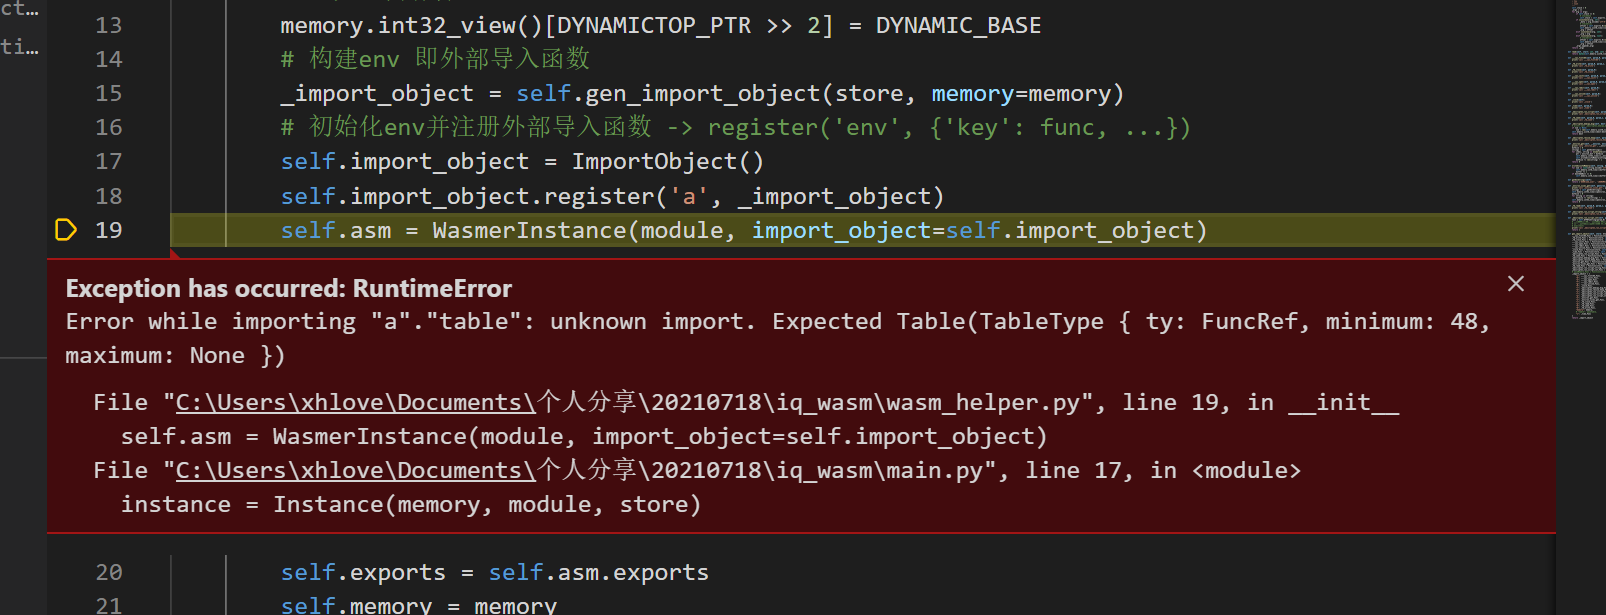 ct…
ti…
13 memory.int32_view()[DYNAMICTOP_PTR >> 2] = DYNAMIC_BASE
14 # 构建env 即外部导入函数
15 _import_object = self.gen_import_object(store, memory=memory)
16 # 初始化env并注册外部导入函数 -> register('env', {'key': func, ...})
17 self.import_object = ImportObject()
18 self.import_object.register('a', _import_object)
19 self.asm = WasmerInstance(module, import_object=self.import_object)
Exception has occurred: RuntimeError
Error while importing "a"."table": unknown import. Expected Table(TableType { ty: FuncRef, minimum: 48,
maximum: None })
File "C:\Users\xhlove\Documents\个人分享\20210718\iq_wasm\wasm_helper.py", line 19, in __init__
self.asm = WasmerInstance(module, import_object=self.import_object)
File "C:\Users\xhlove\Documents\个人分享\20210718\iq_wasm\main.py", line 17, in <module>
instance = Instance(memory, module, store)
20 self.exports = self.asm.exports
21 self.memory = memory